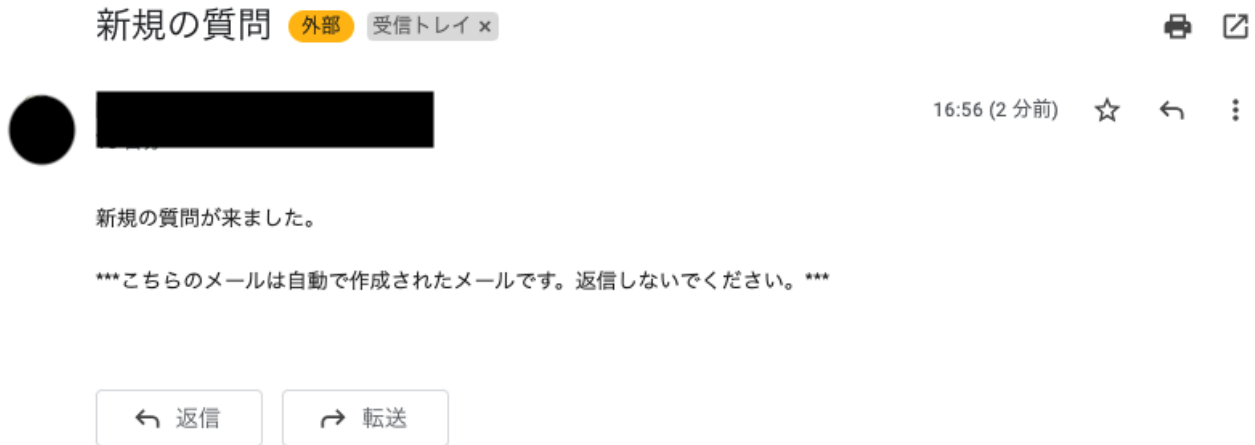 新規の質問 外部 受信トレイ ×
16:56 (2 分前)
新規の質問が来ました。
***こちらのメールは自動で作成されたメールです。返信しないでください。***
返信 転送